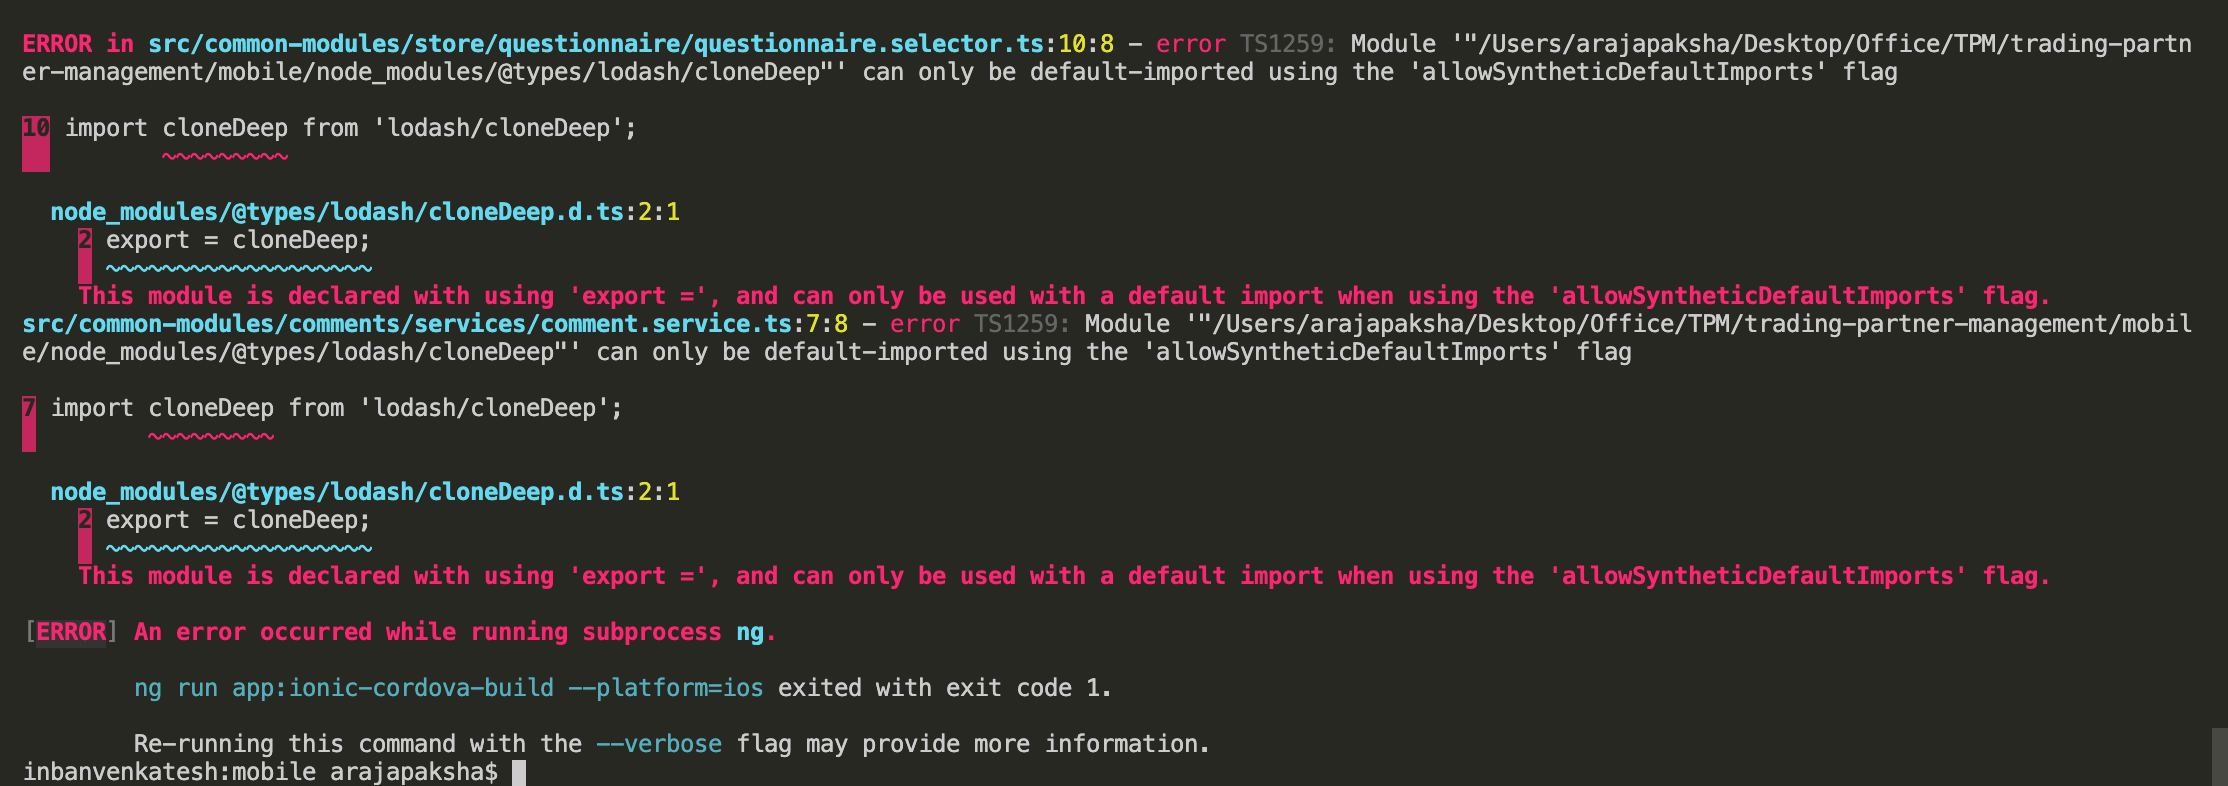 ERROR in src/common-modules/store/questionnaire/questionnaire.selector.ts:10:8 - error TS1259: Module '"/Users/arajapaksha/Desktop/Office/TPM/trading-partn
er-management/mobile/node_modules/@types/lodash/cloneDeep"' can only be default-imported using the 'allowSyntheticDefaultImports' flag
10 import cloneDeep from 'lodash/cloneDeep';
~~~~~~~~~
node_modules/@types/lodash/cloneDeep.d.ts:2:1
2 export = cloneDeep;
~~~~~~~~~~~~~~~~~~~
This module is declared with using 'export =', and can only be used with a default import when using the 'allowSyntheticDefaultImports' flag.
src/common-modules/comments/services/comment.service.ts:7:8 - error TS1259: Module '"/Users/arajapaksha/Desktop/Office/TPM/trading-partner-management/mobil
e/node_modules/@types/lodash/cloneDeep"' can only be default-imported using the 'allowSyntheticDefaultImports' flag
7 import cloneDeep from 'lodash/cloneDeep';
~~~~~~~~~
node_modules/@types/lodash/cloneDeep.d.ts:2:1
2 export = cloneDeep;
~~~~~~~~~~~~~~~~~~~
This module is declared with using 'export =', and can only be used with a default import when using the 'allowSyntheticDefaultImports' flag.
[ERROR] An error occurred while running subprocess ng.
ng run app:ionic-cordova-build --platform=ios exited with exit code 1.
Re-running this command with the --verbose flag may provide more information.
inbanvenkatesh:mobile arajapaksha$